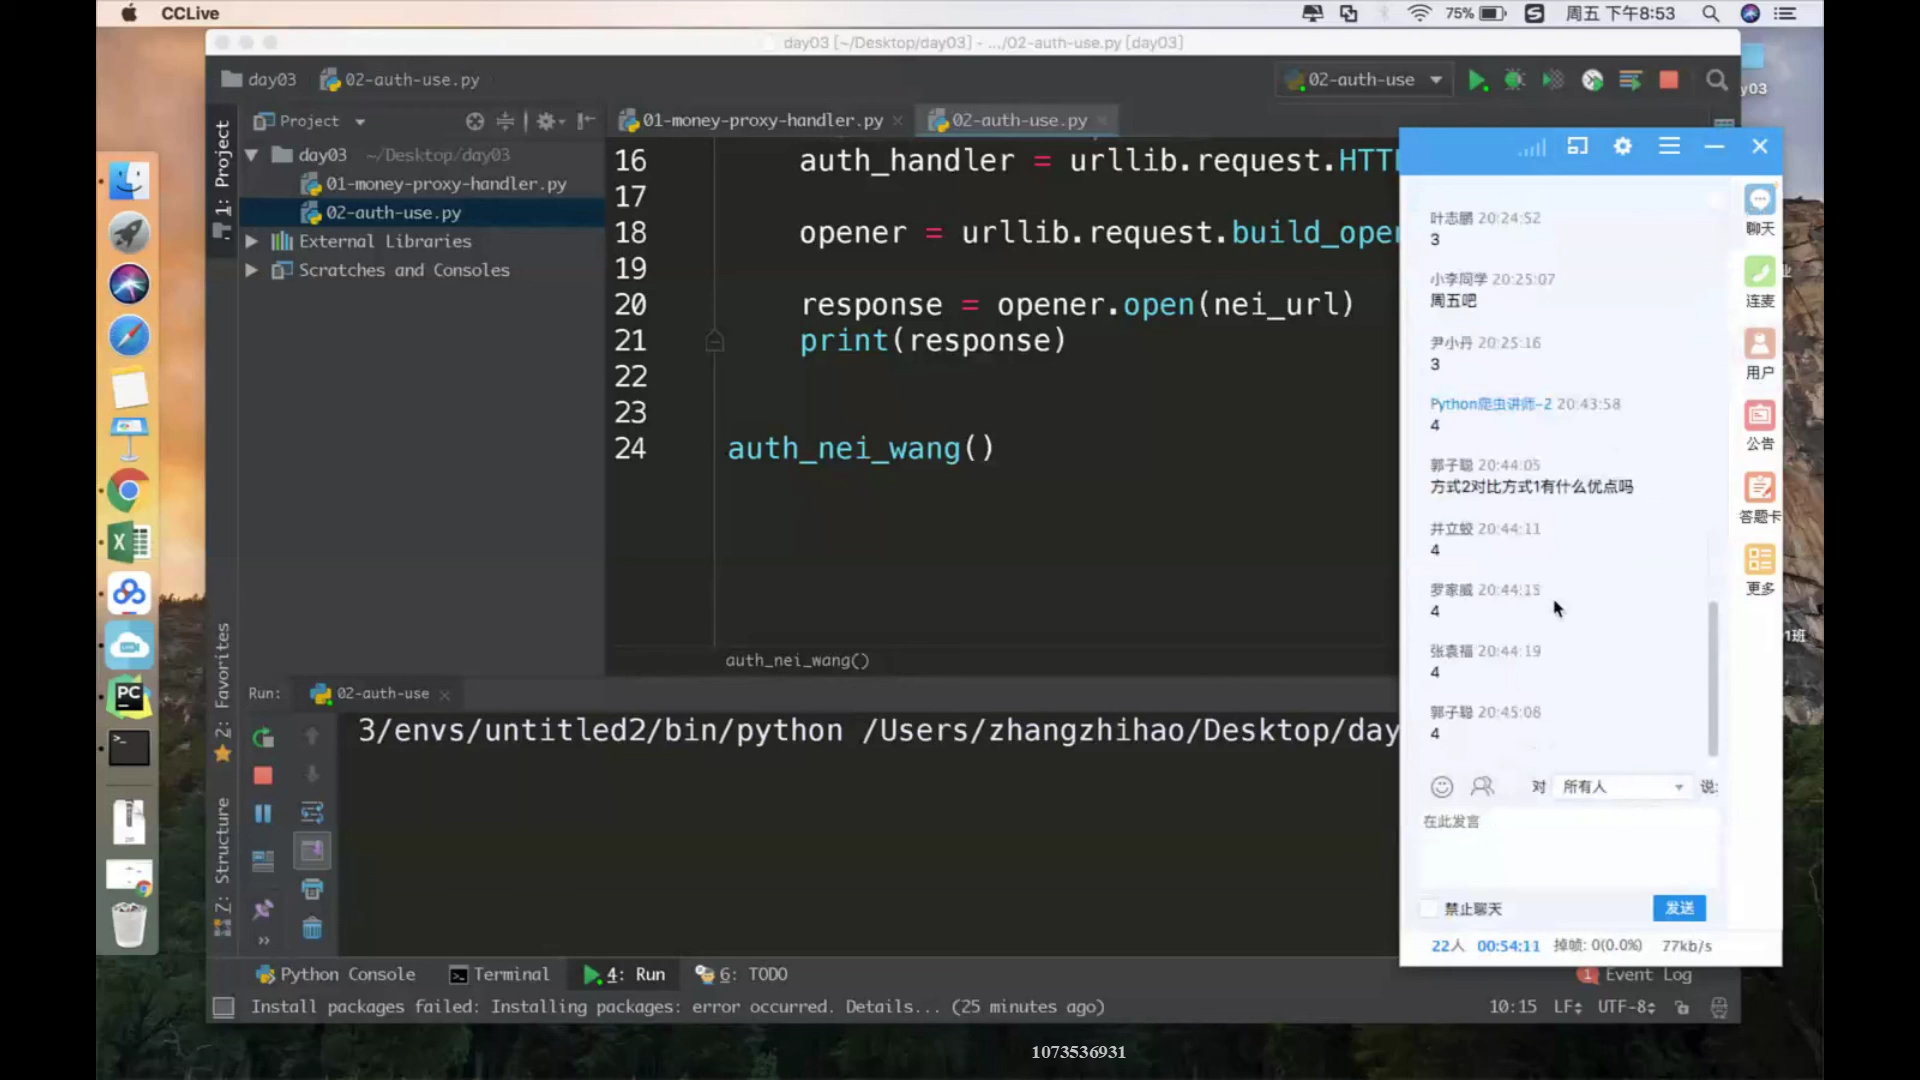 CCLive
75%
周五 下午8:53
day03 [~/Desktop/day03] - .../02-auth-use.py [day03]
day03
02-auth-use.py
02-auth-use
y03
1: Project
Project
01-money-proxy-handler.py
02-auth-use.py
day03 ~/Desktop/day03
01-money-proxy-handler.py
02-auth-use.py
External Libraries
Scratches and Consoles
16 auth_handler = urllib.request.HTTP
17
18 opener = urllib.request.build_open
19
20 response = opener.open(nei_url)
21 print(response)
22
23
24 auth_nei_wang()
auth_nei_wang()
叶志鹏 20:24:52
3
小李同学 20:25:07
周五吧
尹小丹 20:25:16
3
Python爬虫讲师-2 20:43:58
4
郭子聪 20:44:05
方式2对比方式1有什么优点吗
井立蛟 20:44:11
4
罗家威 20:44:15
4
张袁福 20:44:19
4
郭子聪 20:45:08
4
聊天
连麦
用户
公告
答题卡
更多
1班
对 所有人 说:
在此发言
禁止聊天
发送
22人 00:54:11 掉帧: 0(0.0%) 77kb/s
2: Favorites
Z: Structure
Run: 02-auth-use
3/envs/untitled2/bin/python /Users/zhangzhihao/Desktop/day
PC
Python Console
Terminal
4: Run
6: TODO
1 Event Log
Install packages failed: Installing packages: error occurred. Details... (25 minutes ago)
10:15 LF UTF-8
1073536931